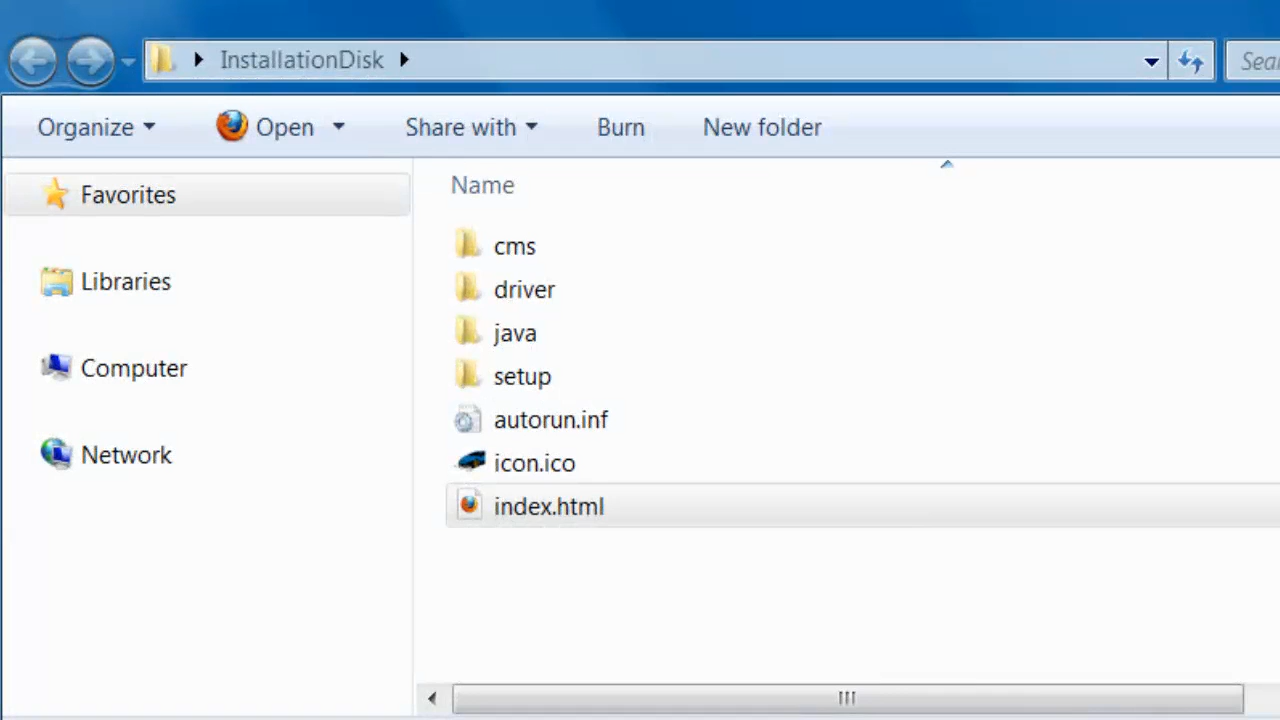 InstallationDisk
Organize Open Share with Burn New folder
Favorites
Libraries
Computer
Network
Name
cms
driver
java
setup
autorun.inf
icon.ico
index.html